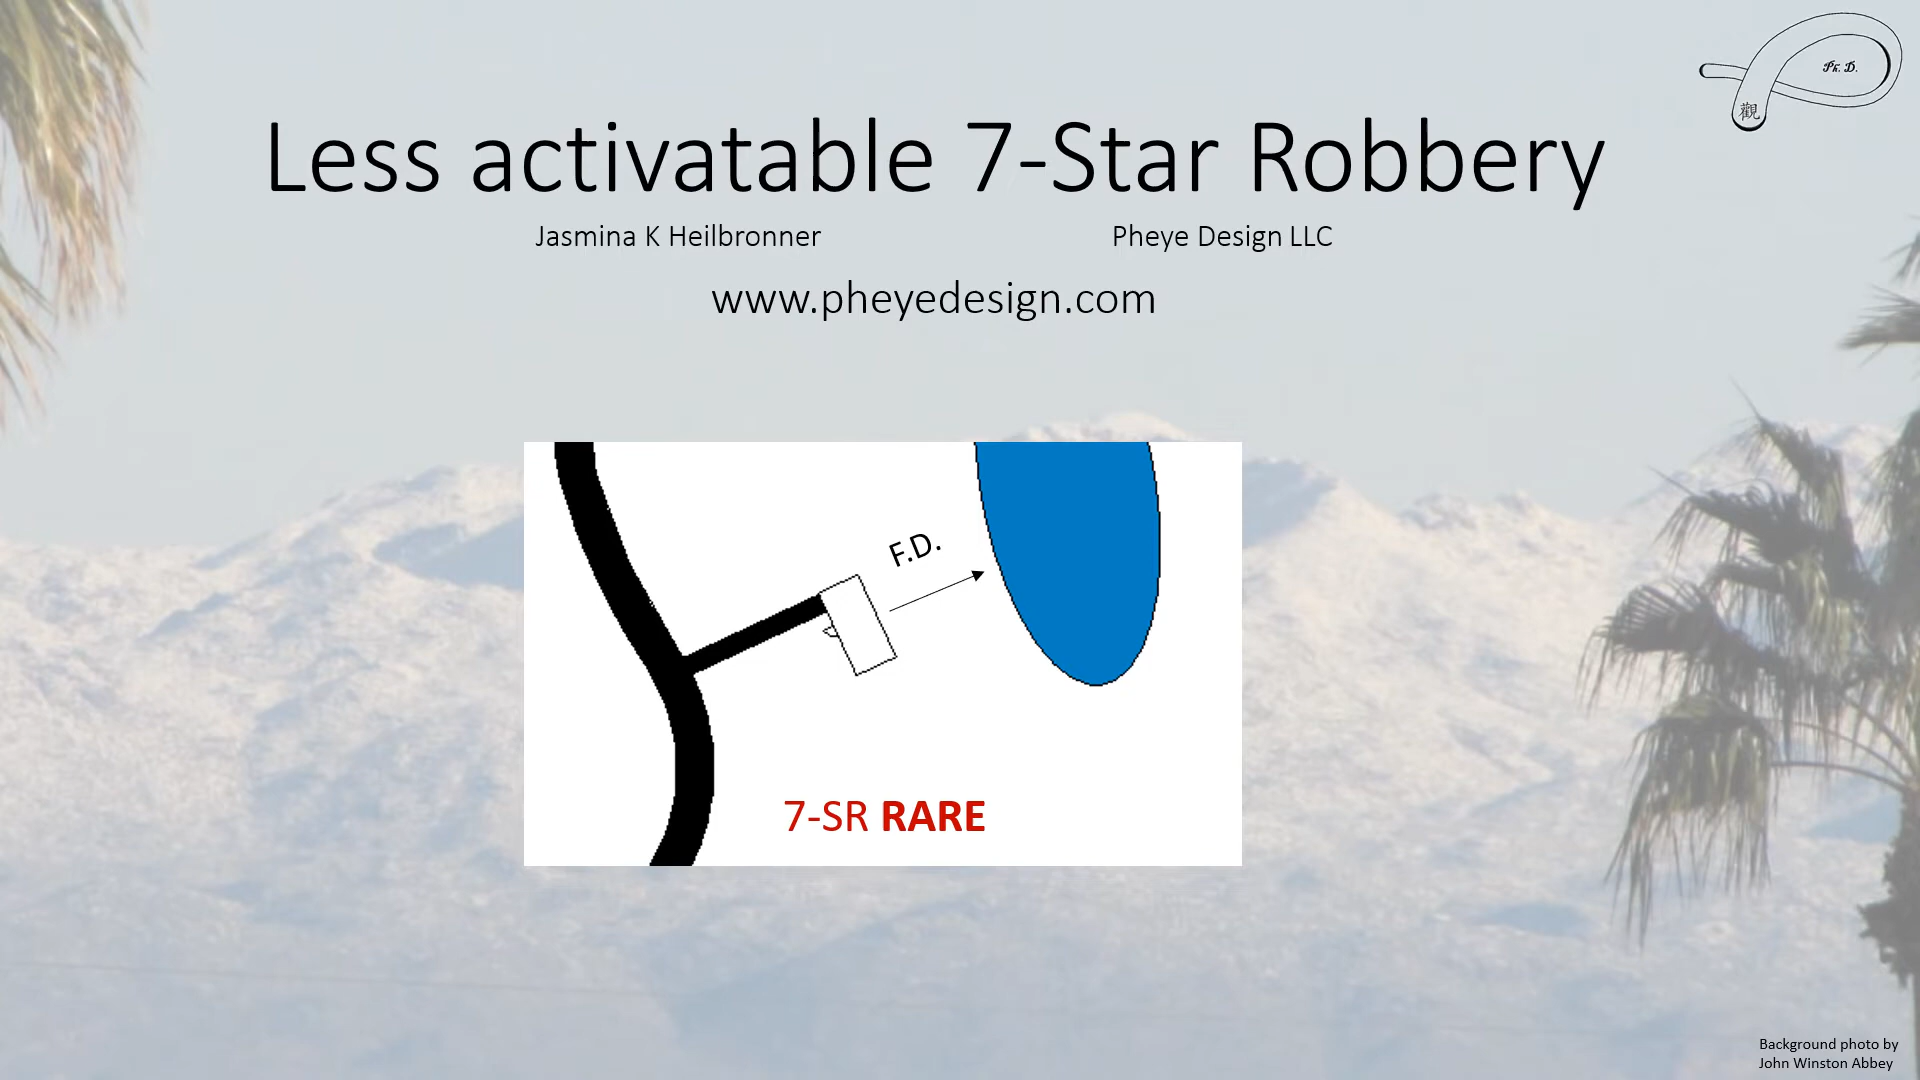 Ph. D.
觀
Less activatable 7-Star Robbery
Jasmina K Heilbronner
Pheye Design LLC
www.pheyedesign.com
F.D.
7-SR RARE
Background photo by
John Winston Abbey